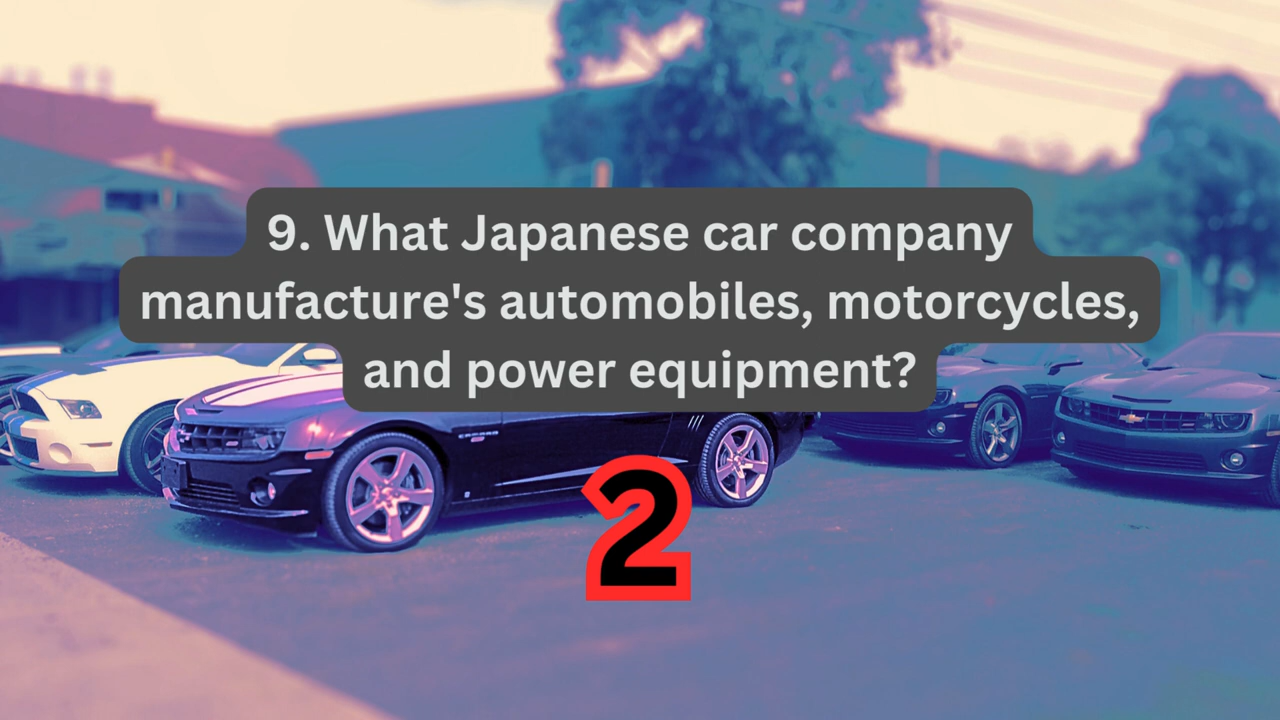 9. What Japanese car company
manufacture's automobiles, motorcycles,
and power equipment?
2